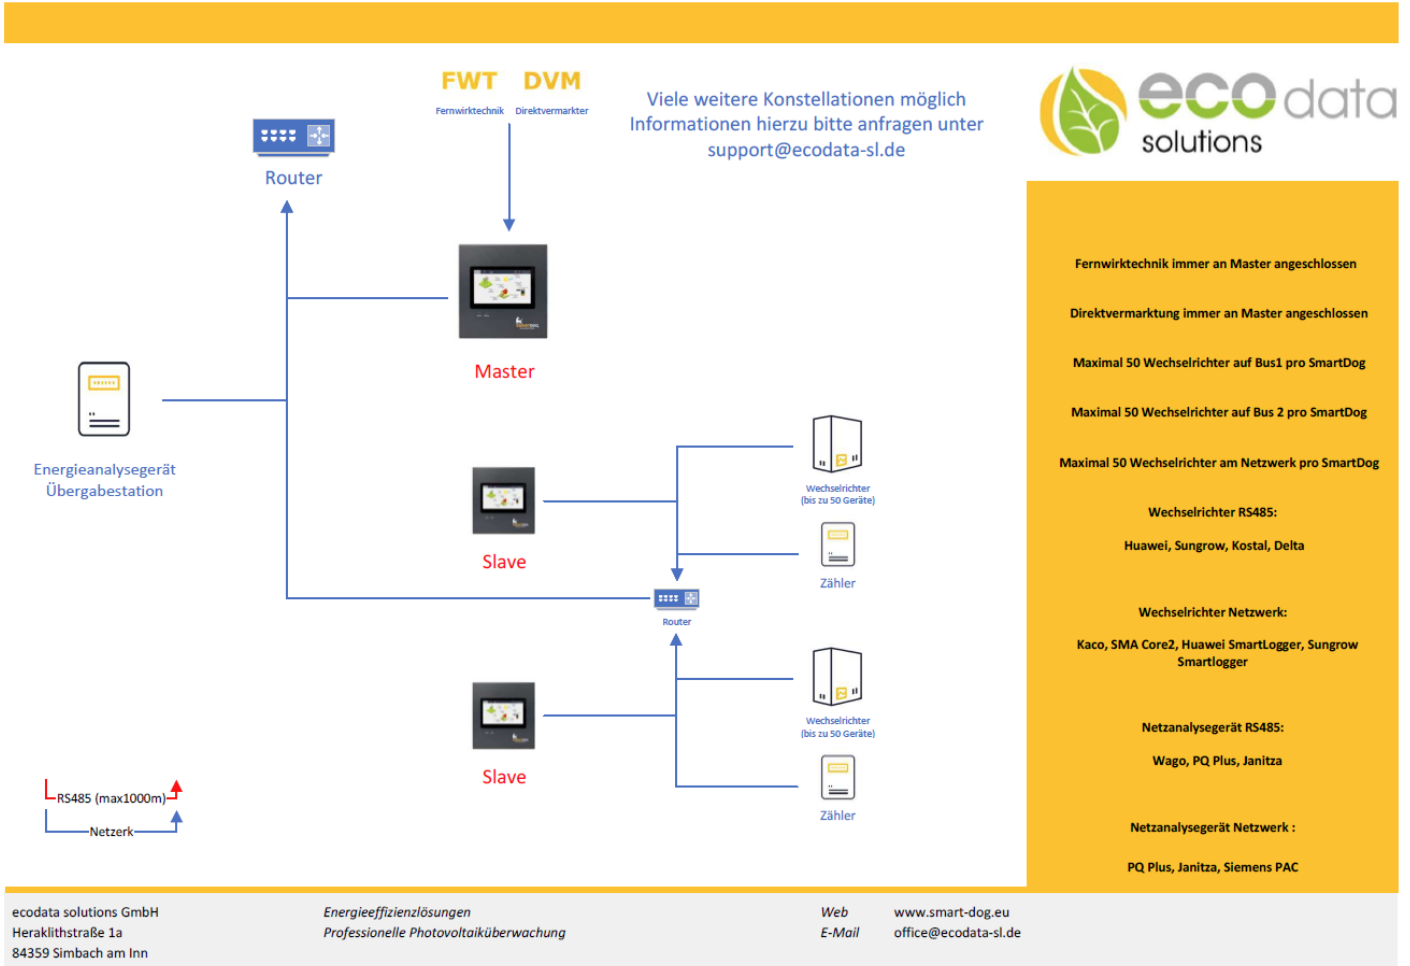 FWT DVM
Fernwirktechnik Direktvermarkter
Viele weitere Konstellationen möglich
Informationen hierzu bitte anfragen unter
support@ecodata-sl.de
eco data
solutions
Router
Master
Energieanalysegerät
Übergabestation
Slave
Wechselrichter
(bis zu 50 Geräte)
Zähler
Router
Slave
Wechselrichter
(bis zu 50 Geräte)
Zähler
RS485 (max1000m)
Netzerk
Fernwirktechnik immer an Master angeschlossen
Direktvermarktung immer an Master angeschlossen
Maximal 50 Wechselrichter auf Bus1 pro SmartDog
Maximal 50 Wechselrichter auf Bus 2 pro SmartDog
Maximal 50 Wechselrichter am Netzwerk pro SmartDog
Wechselrichter RS485:
Huawei, Sungrow, Kostal, Delta
Wechselrichter Netzwerk:
Kaco, SMA Core2, Huawei SmartLogger, Sungrow
Smartlogger
Netzanalysegerät RS485:
Wago, PQ Plus, Janitza
Netzanalysegerät Netzwerk :
PQ Plus, Janitza, Siemens PAC
ecodata solutions GmbH
Heraklithstraße 1a
84359 Simbach am Inn
Energieeffizienzlösungen
Professionelle Photovoltaiküberwachung
Web www.smart-dog.eu
E-Mail office@ecodata-sl.de